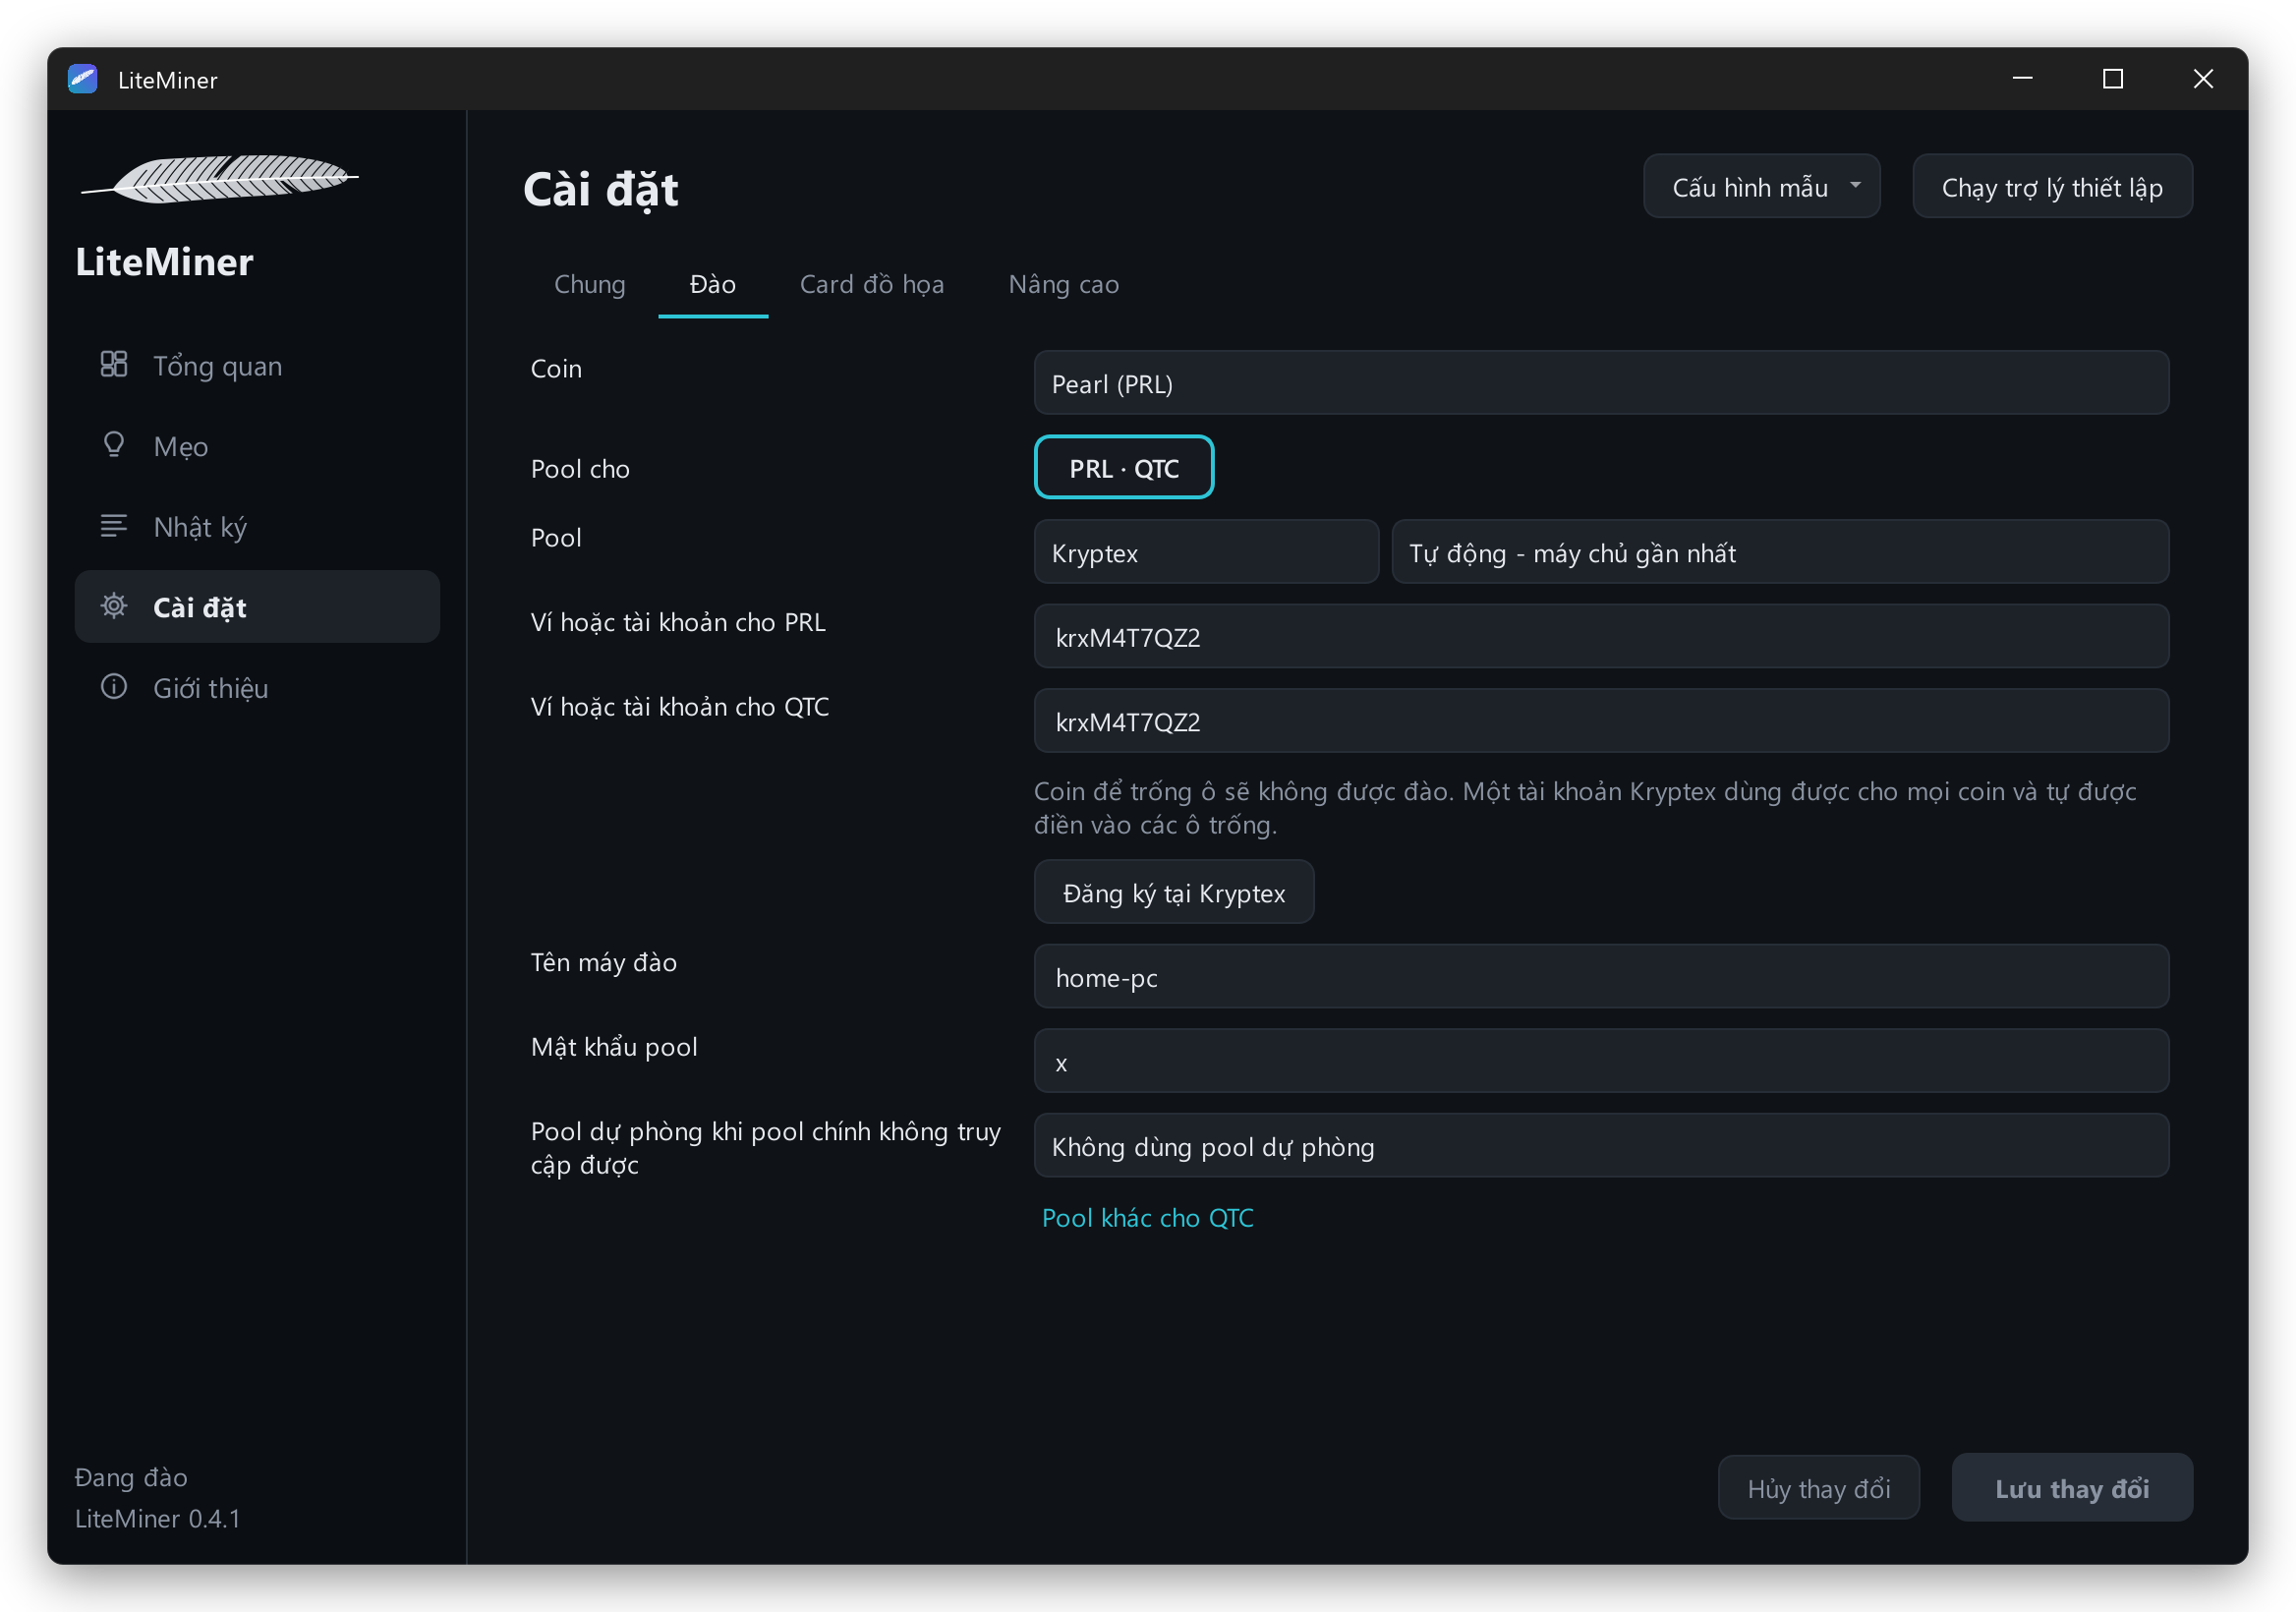 LiteMiner
LiteMiner
Tổng quan
Mẹo
Nhật ký
Cài đặt
Giới thiệu
Đang đào
LiteMiner 0.4.1
Cài đặt
Cấu hình mẫu
Chạy trợ lý thiết lập
Chung
Đào
Card đồ họa
Nâng cao
Coin
Pearl (PRL)
Pool cho
PRL · QTC
Pool
Kryptex
Tự động - máy chủ gần nhất
Ví hoặc tài khoản cho PRL
krxM4T7QZ2
Ví hoặc tài khoản cho QTC
krxM4T7QZ2
Coin để trống ô sẽ không được đào. Một tài khoản Kryptex dùng được cho mọi coin và tự được
điền vào các ô trống.
Đăng ký tại Kryptex
Tên máy đào
home-pc
Mật khẩu pool
x
Pool dự phòng khi pool chính không truy
cập được
Không dùng pool dự phòng
Pool khác cho QTC
Hủy thay đổi
Lưu thay đổi